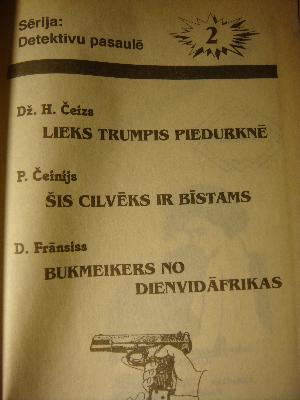 Sērija:
Detektīvu pasaulē
2
Dž. H. Čeizs
LIEKS TRUMPIS PIEDURKNĒ
P. Čeinijs
ŠIS CILVĒKS IR BĪSTAMS
D. Frānsiss
BUKMEIKERS NO
DIENVIDĀFRIKAS